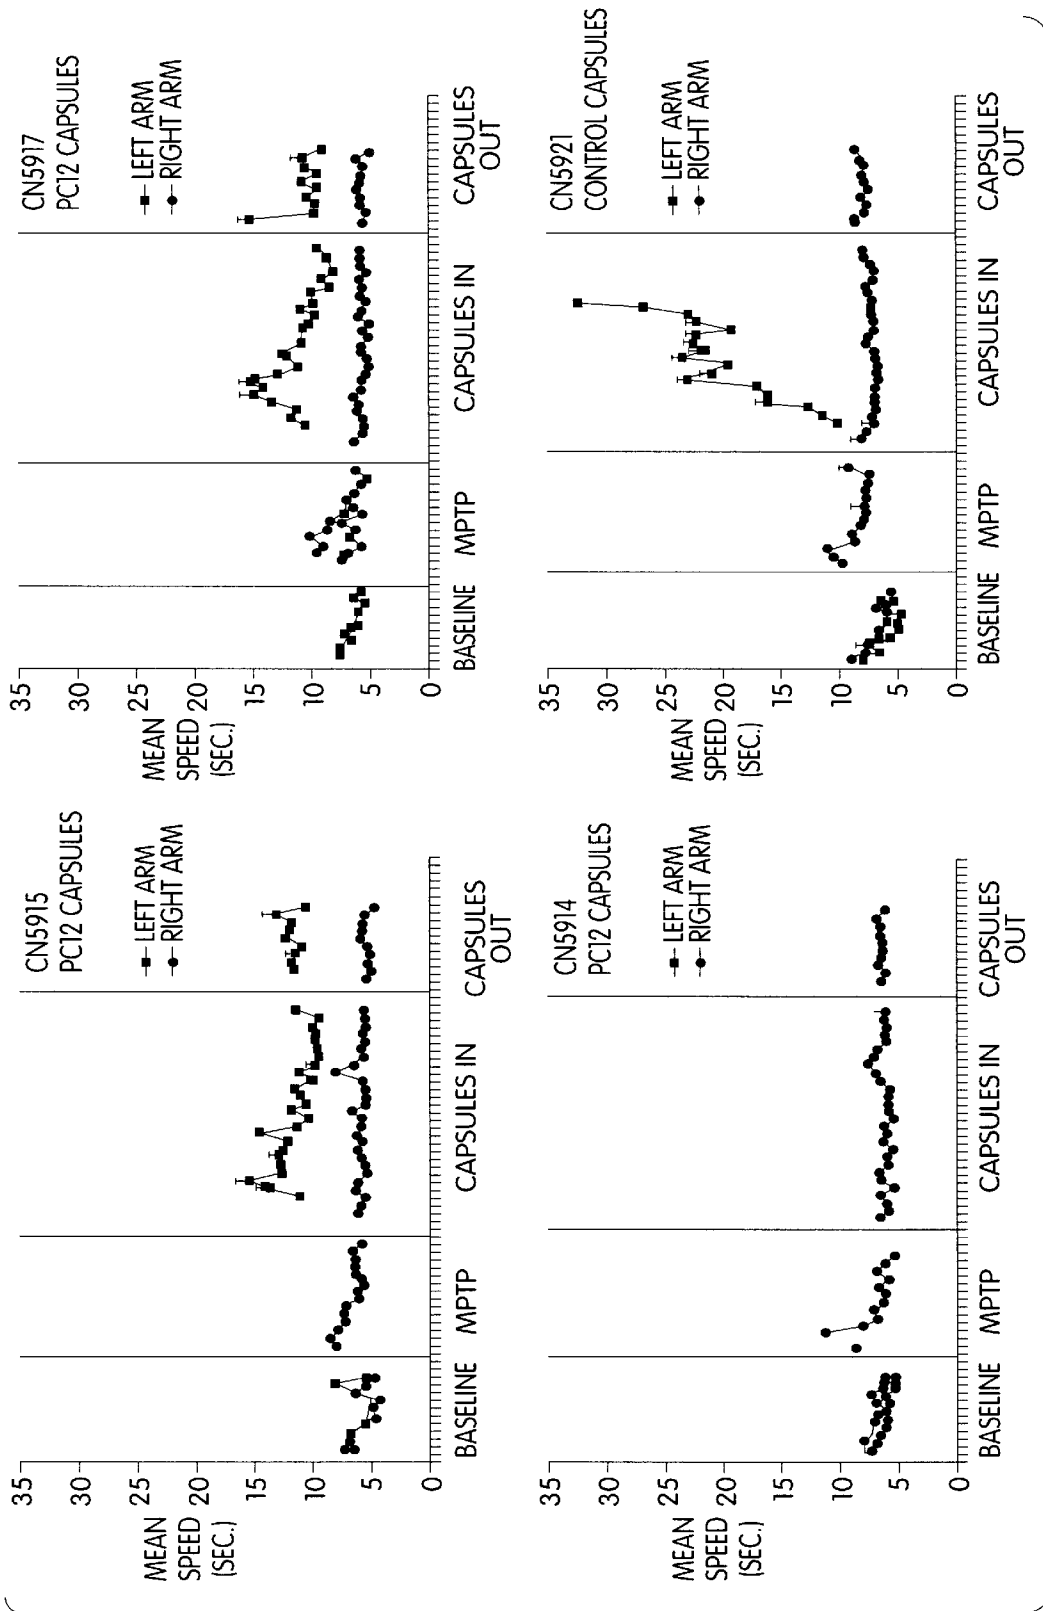 CN5915
PC12 CAPSULES
LEFT ARM
RIGHT ARM
35
30
25
MEAN
SPEED 20
(SEC.)
15
10
5
0
BASELINE MPTP CAPSULES IN CAPSULES
OUT
CN5917
PC12 CAPSULES
LEFT ARM
RIGHT ARM
35
30
25
MEAN
SPEED 20
(SEC.)
15
10
5
0
BASELINE MPTP CAPSULES IN CAPSULES
OUT
CN5914
PC12 CAPSULES
LEFT ARM
RIGHT ARM
35
30
25
MEAN
SPEED 20
(SEC.)
15
10
5
0
BASELINE MPTP CAPSULES IN CAPSULES
OUT
CN5921
CONTROL CAPSULES
LEFT ARM
RIGHT ARM
35
30
25
MEAN
SPEED 20
(SEC.)
15
10
5
0
BASELINE MPTP CAPSULES IN CAPSULES
OUT